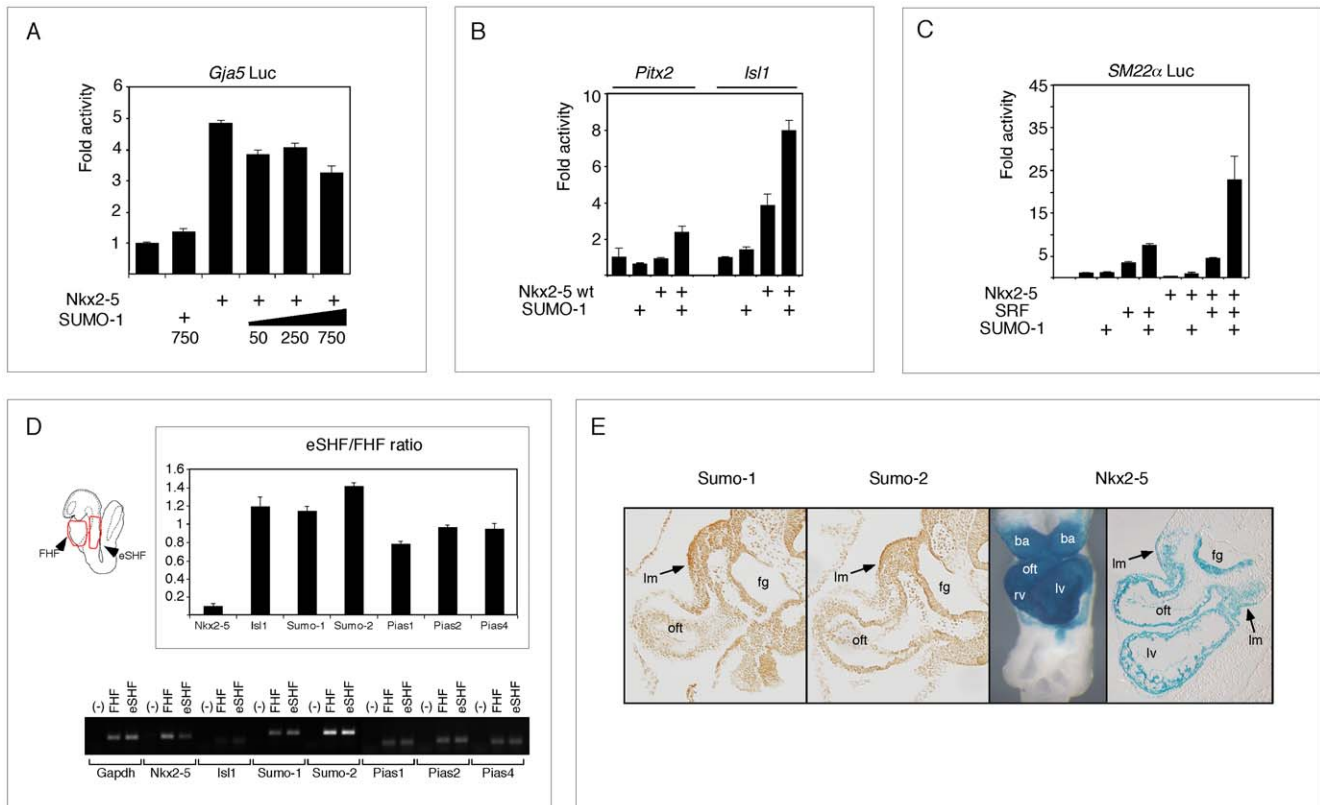 A
Gja5 Luc
Fold activity
6
5
4
3
2
1
Nkx2-5 + + + +
SUMO-1 +
750 50 250 750
B
Pitx2 Isl1
Fold activity
10
8
6
4
2
Nkx2-5 wt + + + +
SUMO-1 + + + +
C
SM22α Luc
Fold activity
45
35
25
15
5
Nkx2-5 + + + +
SRF + + + +
SUMO-1 + + + +
D
FHF
eSHF
eSHF/FHF ratio
1.6
1.4
1.2
1
0.8
0.6
0.4
0.2
Nkx2-5 Isl1 Sumo-1 Sumo-2 Pias1 Pias2 Pias4
(-) FHF eSHF (-) FHF eSHF (-) FHF eSHF (-) FHF eSHF (-) FHF eSHF (-) FHF eSHF (-) FHF eSHF (-) FHF eSHF
Gapdh Nkx2-5 Isl1 Sumo-1 Sumo-2 Pias1 Pias2 Pias4
E
Sumo-1 Sumo-2 Nkx2-5
lm fg oft
lm fg oft
ba ba oft rv lv
lm fg oft lm lv